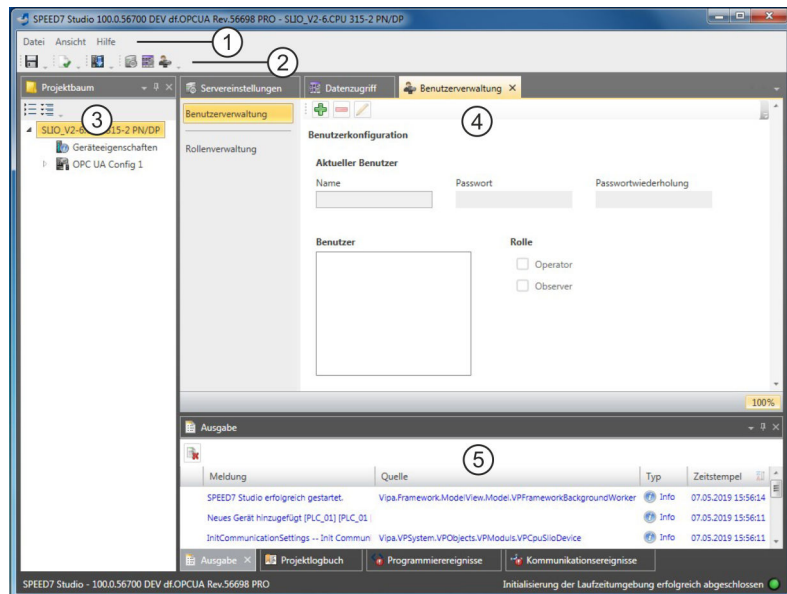 SPEED7 Studio 100.0.56700 DEV df.OPCUA Rev.56698 PRO - SLIO_V2-6.CPU 315-2 PN/DP
Datei Ansicht Hilfe
1
2
Projektbaum
Servereinstellungen
Datenzugriff
Benutzerverwaltung
3
SLIO_V2-6. 315-2 PN/DP
Geräteeigenschaften
OPC UA Config 1
Benutzerverwaltung
Rollenverwaltung
4
Benutzerkonfiguration
Aktueller Benutzer
Name Passwort Passwortwiederholung
Benutzer Rolle
Operator
Observer
100%
Ausgabe
5
Meldung Quelle Typ Zeitstempel
SPEED7 Studio erfolgreich gestartet. Vipa.Framework.ModelView.Model.VPFrameworkBackgroundWorker Info 07.05.2019 15:56:14
Neues Gerät hinzugefügt [PLC_01] [PLC_01 Info 07.05.2019 15:56:11
InitCommunicationSettings -- Init Commun Vipa.VPSystem.VPObjects.VPModuls.VPCpuSlioDevice Info 07.05.2019 15:56:11
Ausgabe Projektlogbuch Programmierereignisse Kommunikationsereignisse
SPEED7 Studio - 100.0.56700 DEV df.OPCUA Rev.56698 PRO Initialisierung der Laufzeitumgebung erfolgreich abgeschlossen